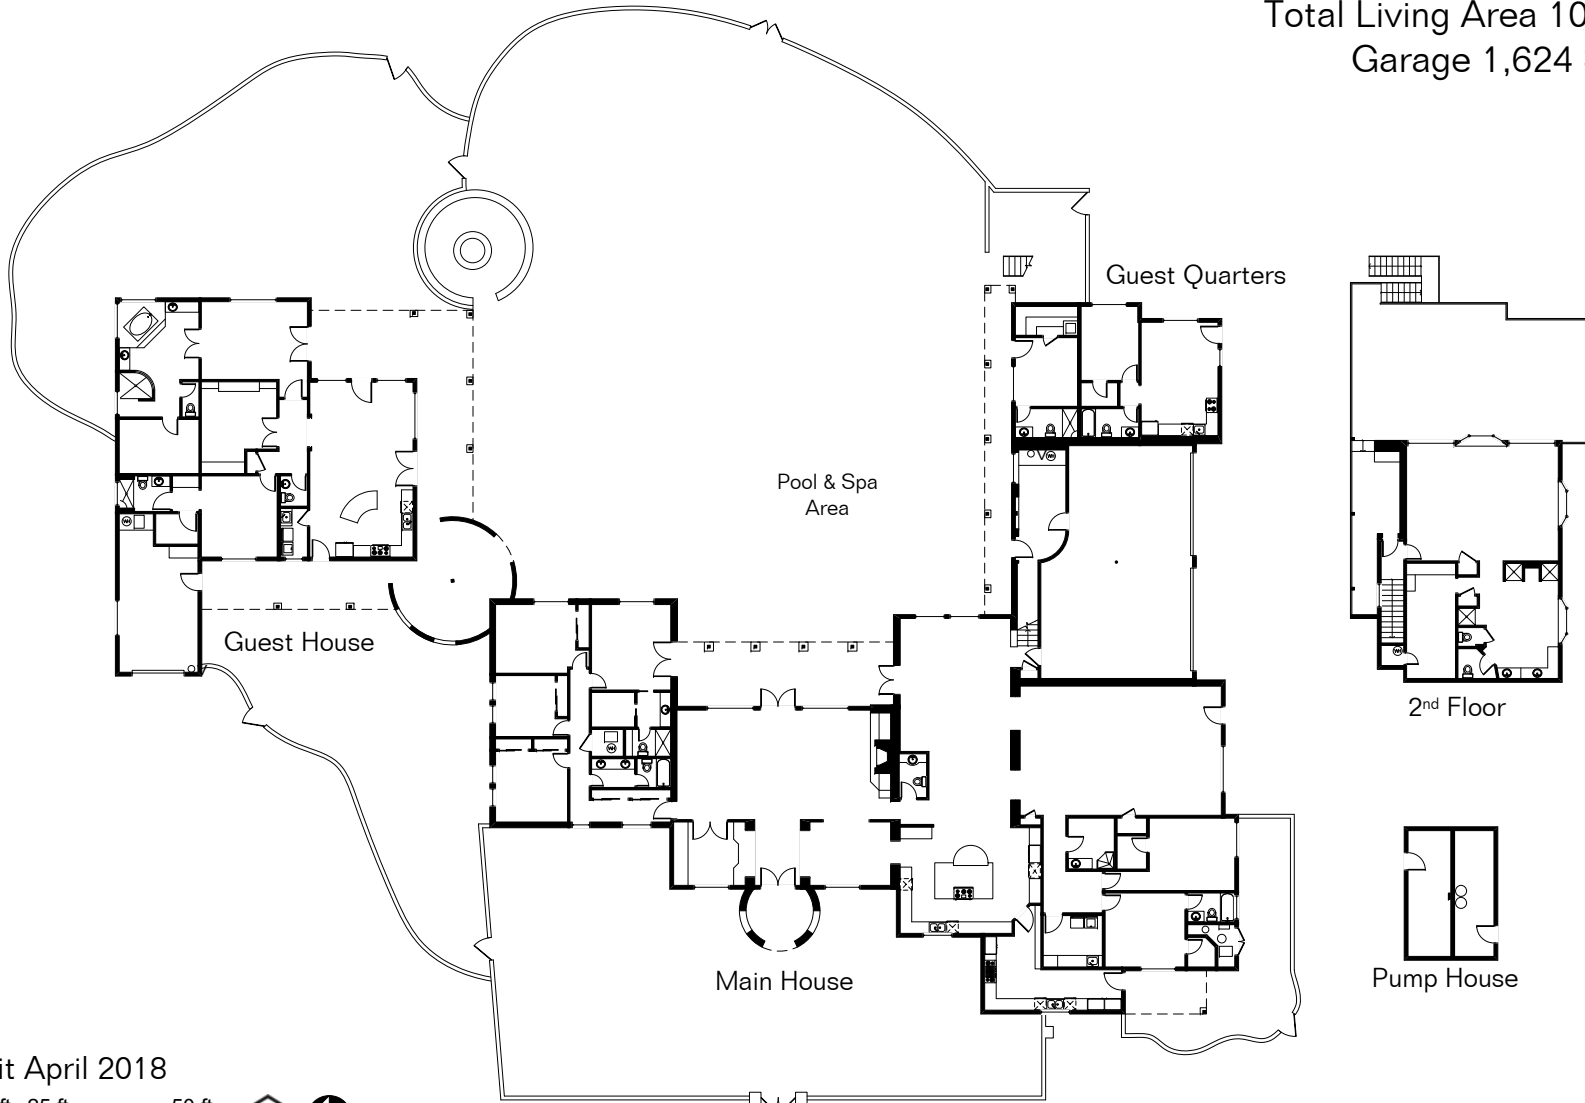 Total Living Area 10
Garage 1,624
Guest Quarters
Pool & Spa
Area
Guest House
2nd Floor
Main House
Pump House
it April 2018